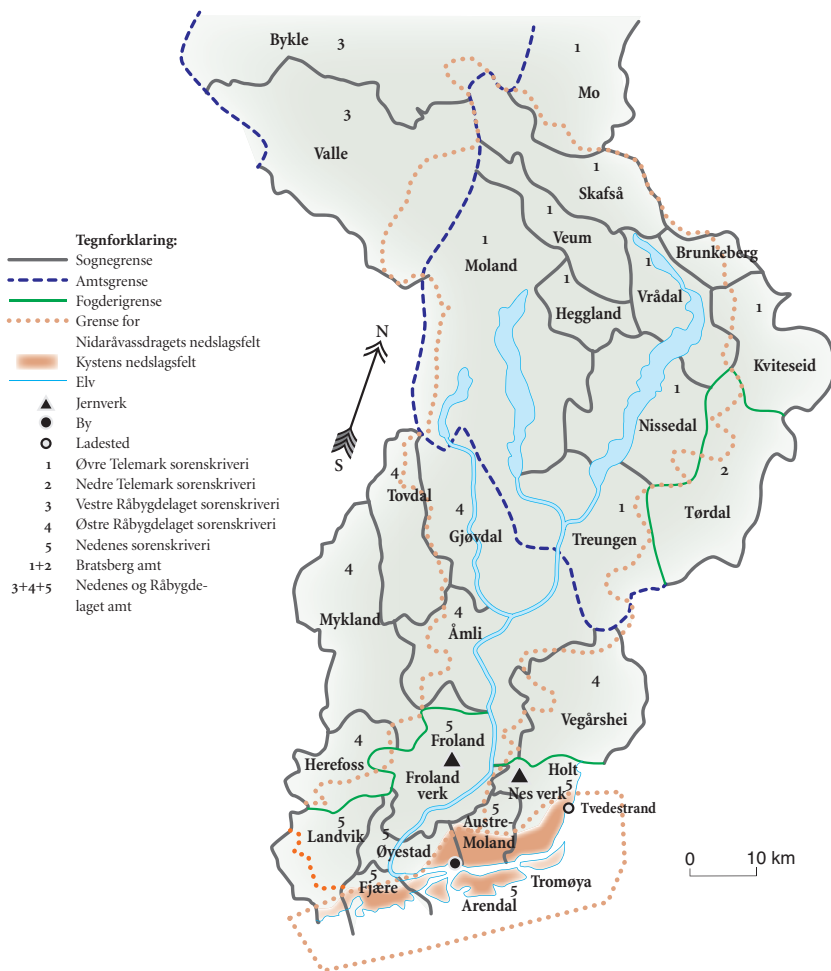 Bykle
3
1
Mo
3
Valle
1
Skafså
1
Veum
1
Moland
Brunkeberg
1
Vrådal
1
Heggland
1
Kviteseid
1
Nissedal
2
Tørdal
4
Tovdal
4
Gjøvdal
1
Treungen
4
Mykland
4
Åmli
4
Vegårshei
4
Herefoss
5
Froland
Froland
verk
Holt
Nes verk
5
Tvedestrand
5
Austre-
Moland
5
Landvik
5
Øyestad
5
Fjære
Tromøya
5
Arendal
N
S
0 10 km
Tegnforklaring:
Sognegrense
Amtsgrense
Fogderigrense
Grense for
Nidaråvassdragets nedslagsfelt
Kystens nedslagsfelt
Elv
Jernverk
By
Ladested
1 Øvre Telemark sorenskriveri
2 Nedre Telemark sorenskriveri
3 Vestre Råbygdelaget sorenskriveri
4 Østre Råbygdelaget sorenskriveri
5 Nedenes sorenskriveri
1+2 Bratsberg amt
3+4+5 Nedenes og Råbygde-
laget amt